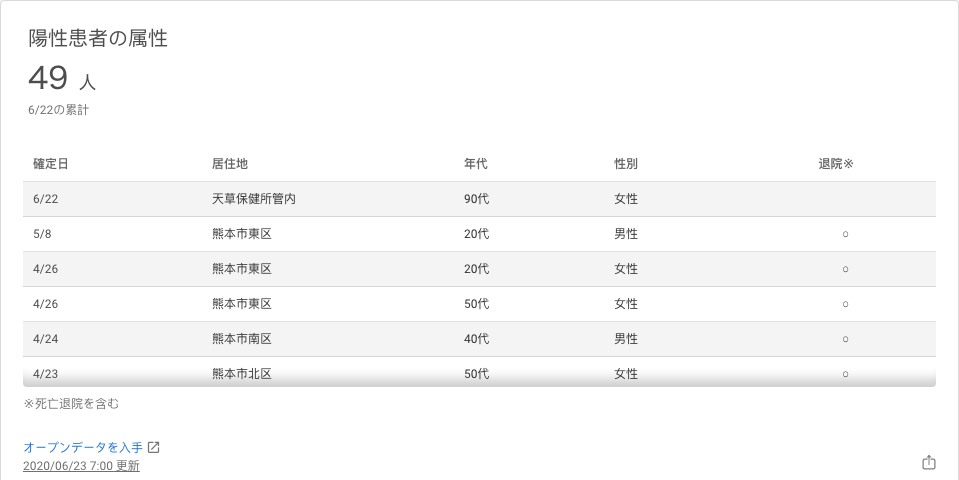 陽性患者の属性
49 人
6/22の累計
確定日 居住地 年代 性別 退院※
6/22 天草保健所管内 90代 女性
5/8 熊本市東区 20代 男性 ○
4/26 熊本市東区 20代 女性 ○
4/26 熊本市東区 50代 女性 ○
4/24 熊本市南区 40代 男性 ○
4/23 熊本市北区 50代 女性 ○
※死亡退院を含む
オープンデータを入手
2020/06/23 7:00 更新